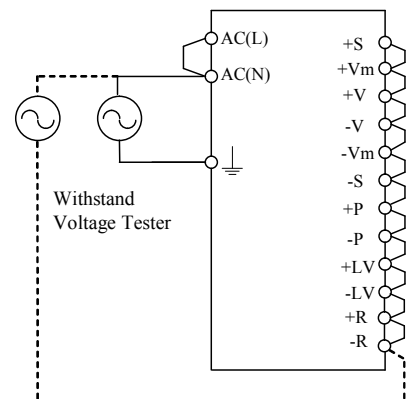 AC(L)
AC(N)
Withstand
Voltage Tester
+S
+Vm
+V
-V
-Vm
-S
+P
-P
+LV
-LV
+R
-R